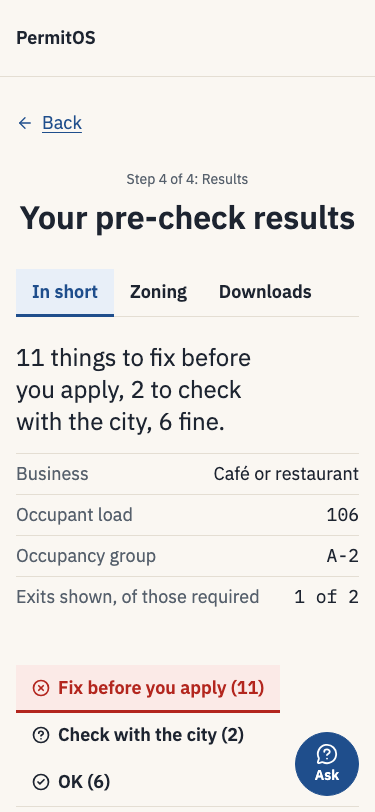 PermitOS
Back
Step 4 of 4: Results
Your pre-check results
In short Zoning Downloads
11 things to fix before
you apply, 2 to check
with the city, 6 fine.
Business Café or restaurant
Occupant load 106
Occupancy group A-2
Exits shown, of those required 1 of 2
Fix before you apply (11)
Check with the city (2)
OK (6)
Ask